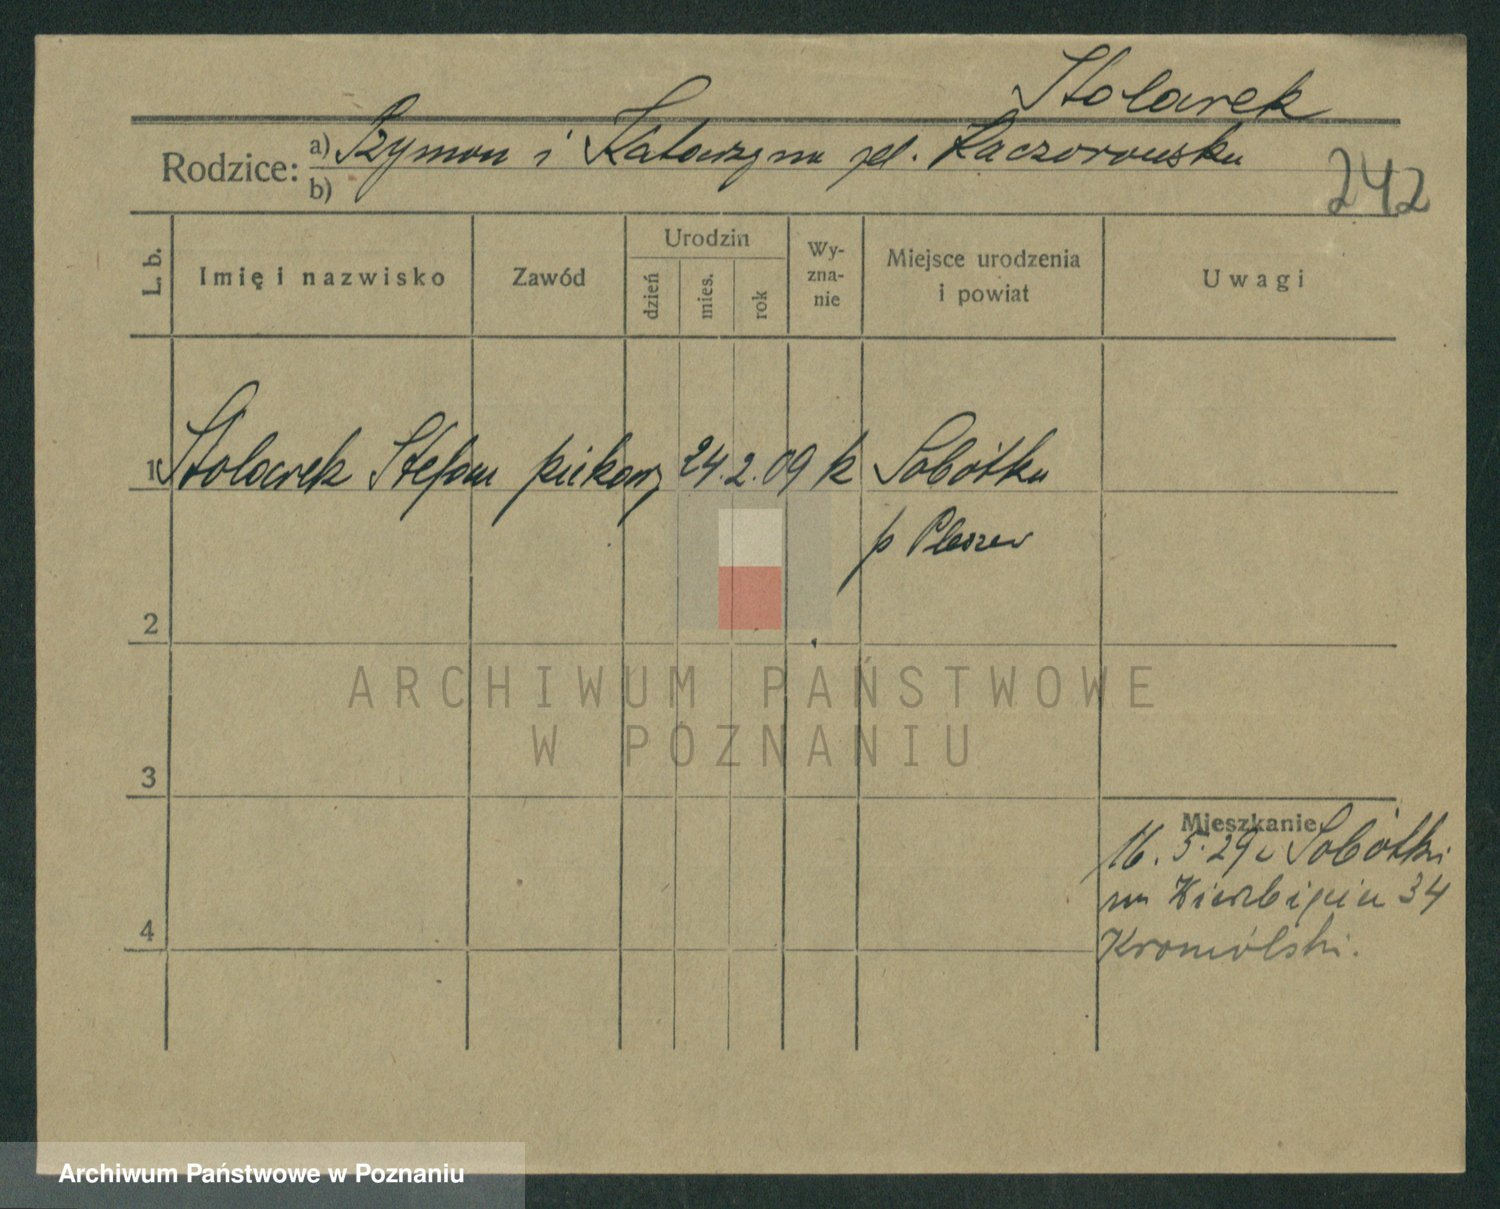 Stolarek
Rodzice: a) Szymon i Katarzyna zd. Kaczorowska
b)
242
L. b. Imię i nazwisko Zawód Urodzin dzień mies. rok Wy-zna-nie Miejsce urodzenia i powiat Uwagi
1 Stolarek Stefan piekarz 24. 2. 09 k Sobótka
p Pleszew
2
3
Mieszkanie
16. 5. 29 z Sobótki
na 34
4
ARCHIWUM PAŃSTWOWE
W POZNANIU
Archiwum Państwowe w Poznaniu